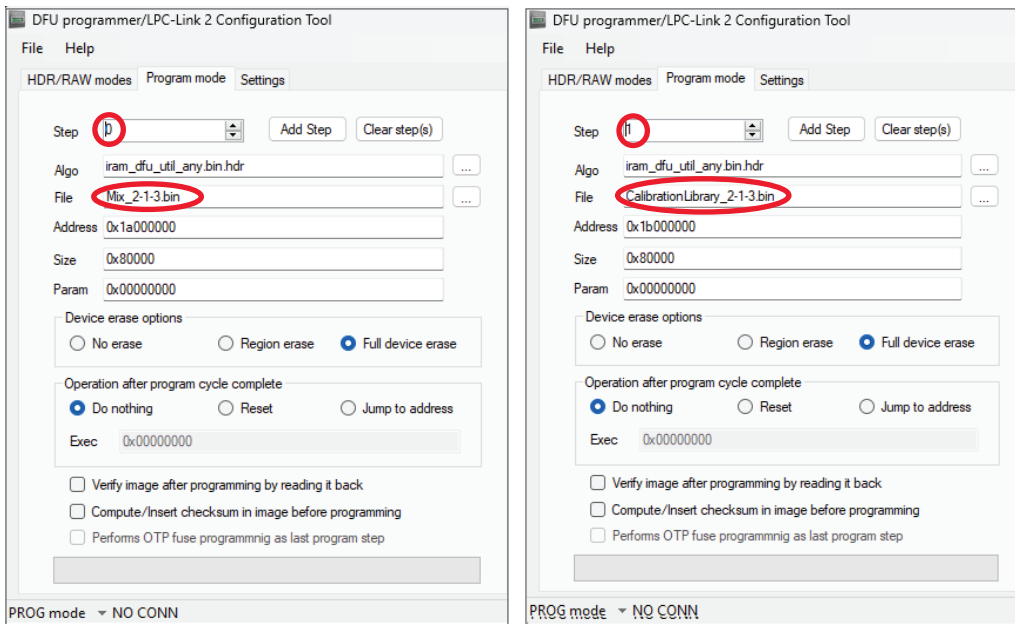 DFU programmer/LPC-Link 2 Configuration Tool
File Help
HDR/RAW modes Program mode Settings
Step 0 Add Step Clear step(s)
Algo iram_dfu_util_any.bin.hdr ...
File Mix_2-1-3.bin ...
Address 0x1a000000
Size 0x80000
Param 0x00000000
Device erase options
No erase Region erase Full device erase
Operation after program cycle complete
Do nothing Reset Jump to address
Exec 0x00000000
Verify image after programming by reading it back
Compute/Insert checksum in image before programming
Performs OTP fuse programmnig as last program step
PROG mode NO CONN
DFU programmer/LPC-Link 2 Configuration Tool
File Help
HDR/RAW modes Program mode Settings
Step 1 Add Step Clear step(s)
Algo iram_dfu_util_any.bin.hdr ...
File CalibrationLibrary_2-1-3.bin ...
Address 0x1b000000
Size 0x80000
Param 0x00000000
Device erase options
No erase Region erase Full device erase
Operation after program cycle complete
Do nothing Reset Jump to address
Exec 0x00000000
Verify image after programming by reading it back
Compute/Insert checksum in image before programming
Performs OTP fuse programmnig as last program step
PROG mode NO CONN